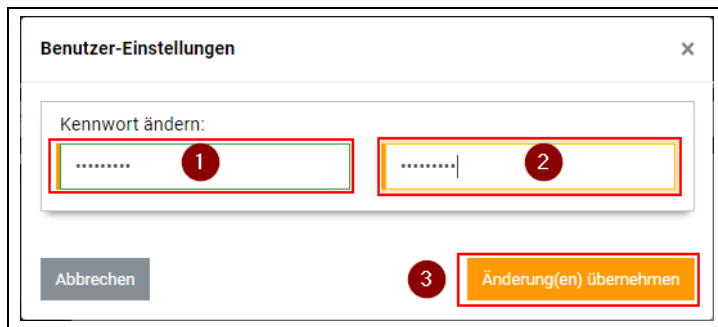 Benutzer-Einstellungen ×
Kennwort ändern:
········· 1 ········· 2
Abbrechen 3 Änderung(en) übernehmen